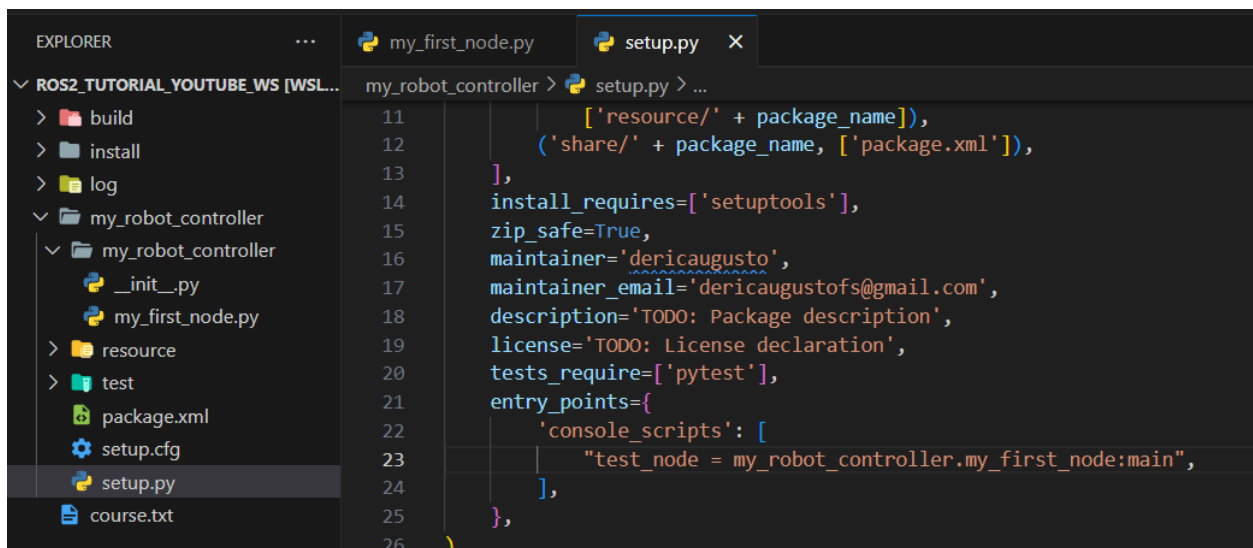 EXPLORER ...
ROS2_TUTORIAL_YOUTUBE_WS [WSL...
build
install
log
my_robot_controller
my_robot_controller
__init__.py
my_first_node.py
resource
test
package.xml
setup.cfg
setup.py
course.txt
my_first_node.py setup.py ×
my_robot_controller > setup.py > ...
11 ['resource/' + package_name]),
12 ('share/' + package_name, ['package.xml']),
13 ],
14 install_requires=['setuptools'],
15 zip_safe=True,
16 maintainer='dericaugusto',
17 maintainer_email='dericaugustofs@gmail.com',
18 description='TODO: Package description',
19 license='TODO: License declaration',
20 tests_require=['pytest'],
21 entry_points={
22 'console_scripts': [
23 "test_node = my_robot_controller.my_first_node:main",
24 ],
25 },
26 )